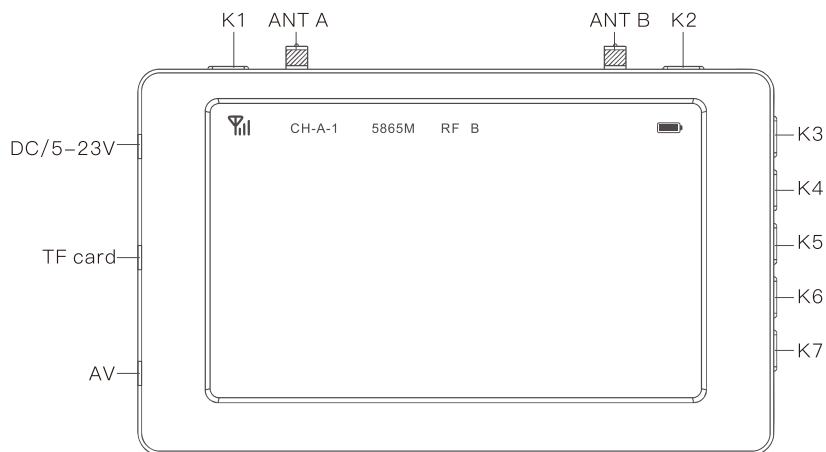 K1 ANT A ANT B K2
CH-A-1 5865M RF B
K3
DC/5-23V
K4
K5
TF card
K6
K7
AV